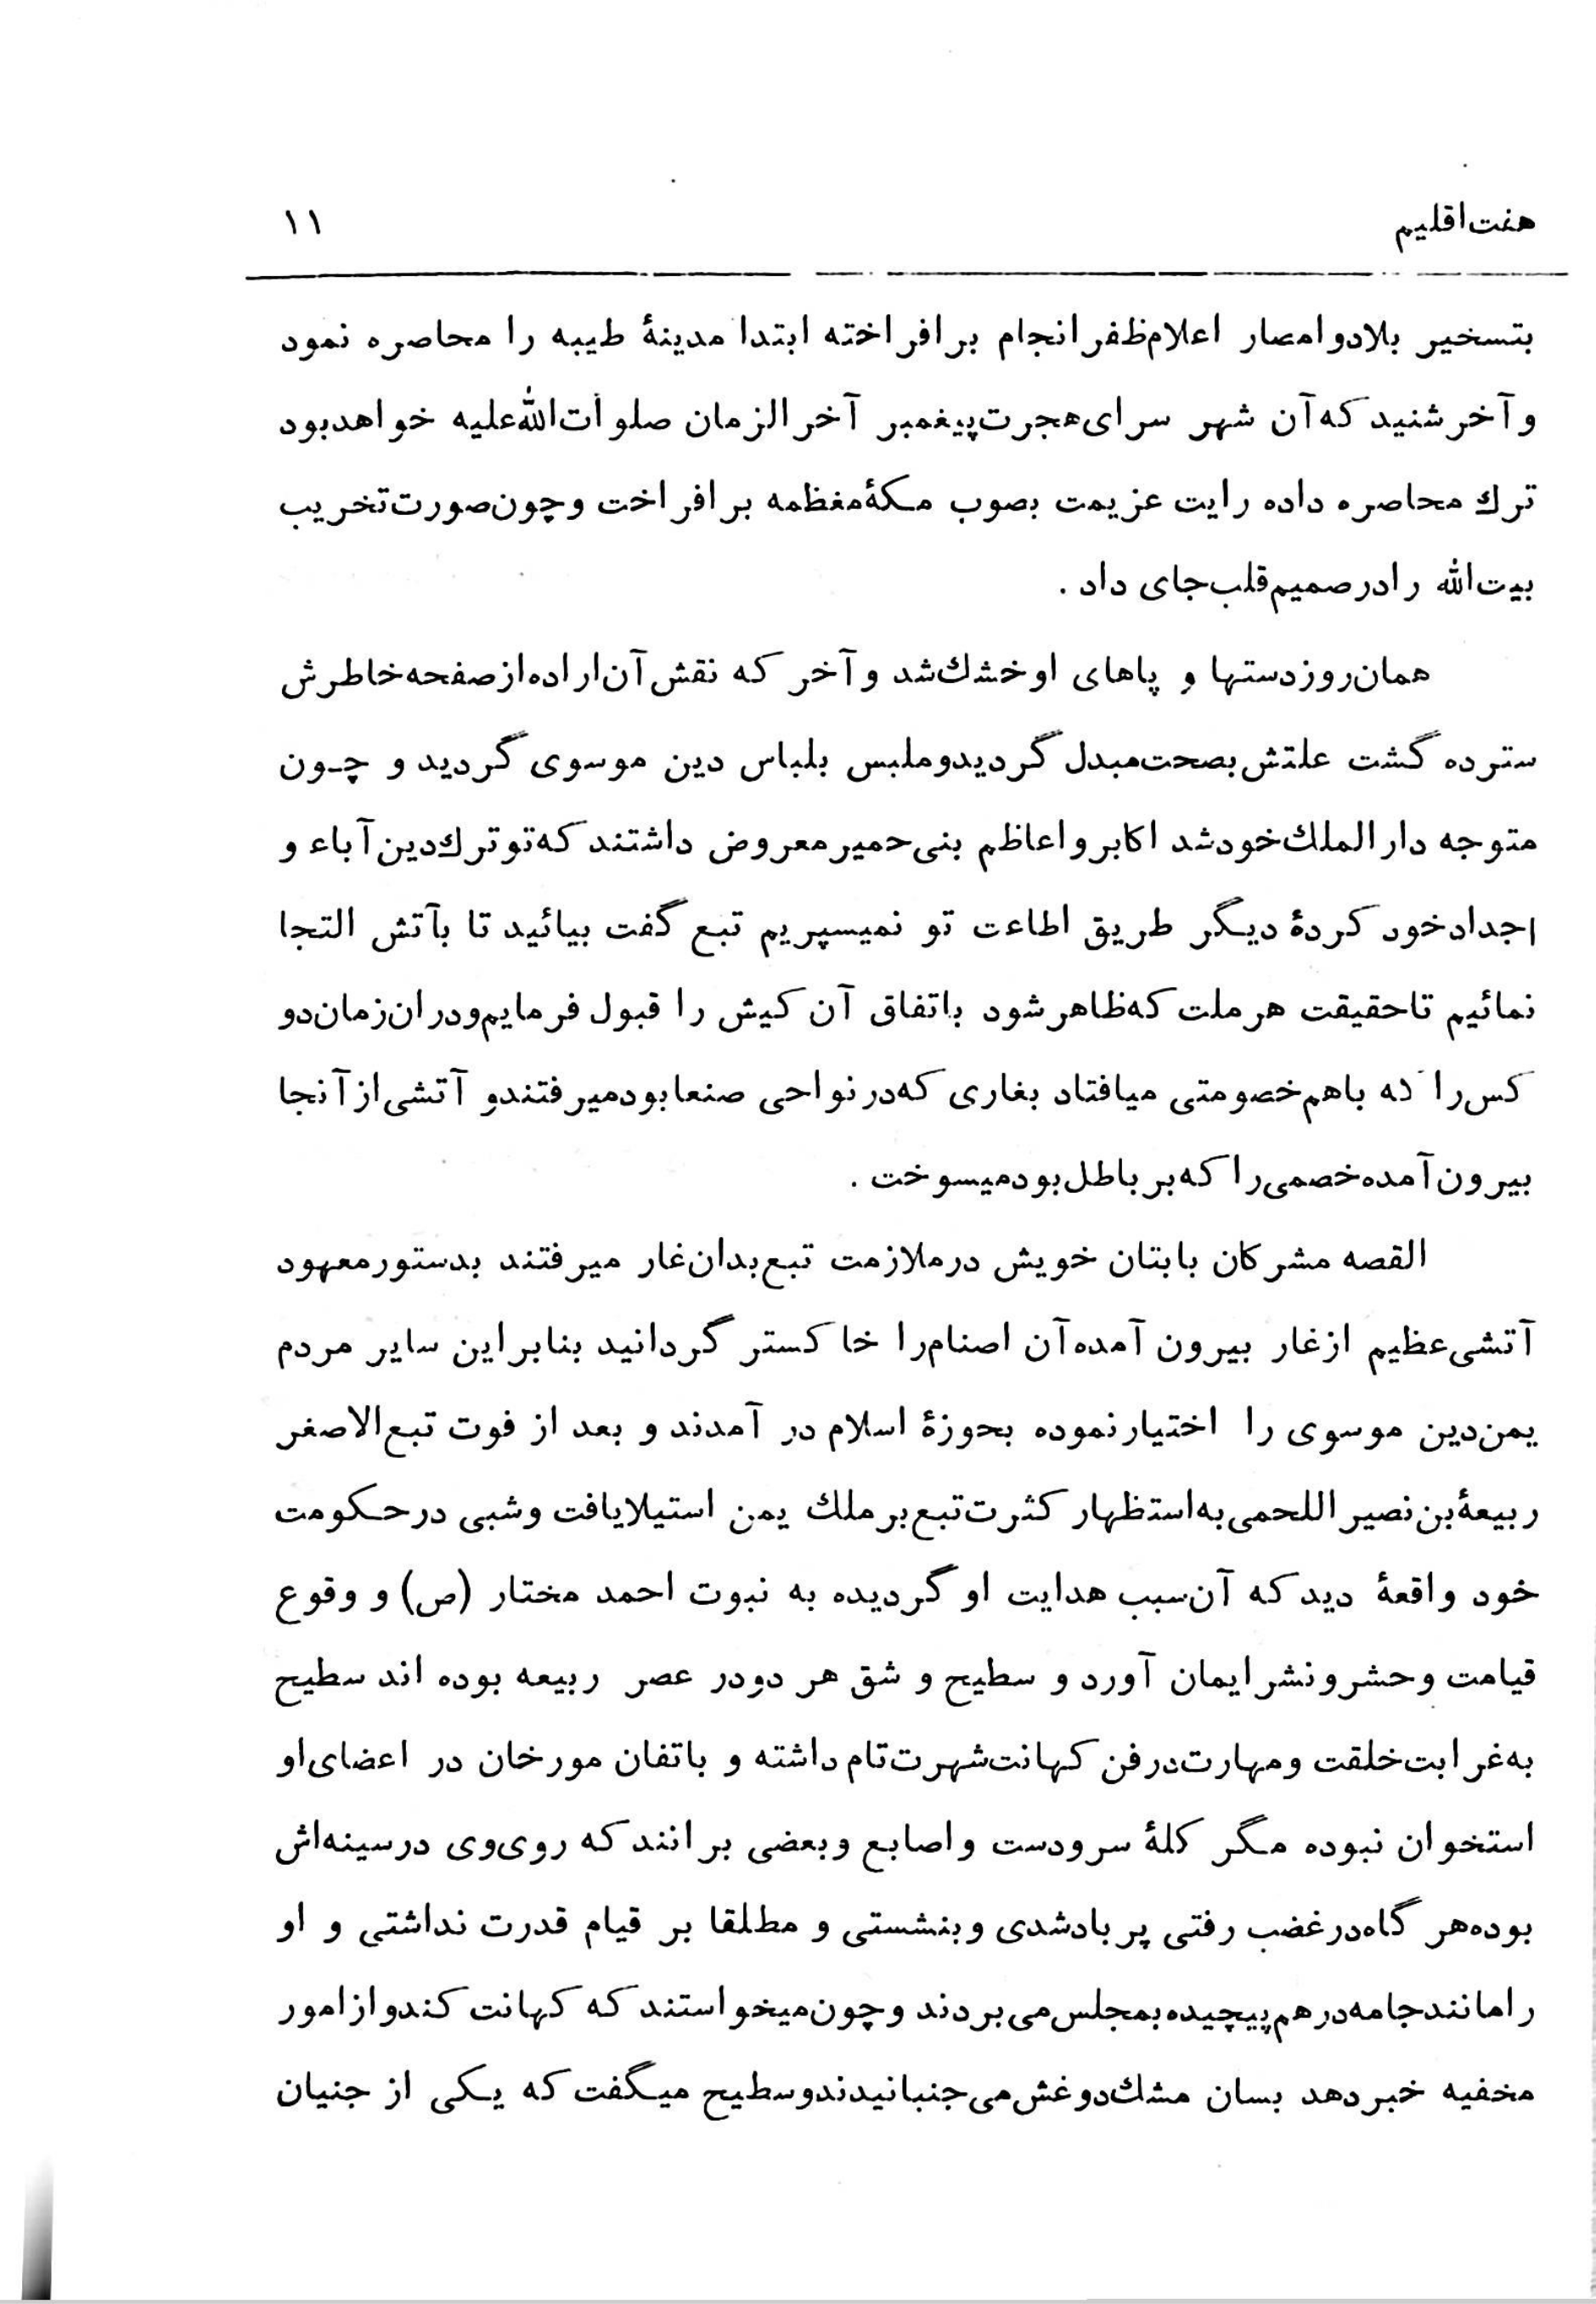 هفت اقلیم ۱۱
بتسخیر بلادو امصار اعلام ظفر انجام بر افراخته ابتدا مدینهٔ طیبه را محاصره نمود
و آخر شنید که آن شهر سرای هجرت پیغمبر آخر الزمان صلوات الله علیه خواهد بود
ترك محاصره داده رایت عزیمت بصوب مکهٔ مغظمه بر افراخت و چون صورت تخریب
بیت الله را در صمیم قلب جای داد .
همان روز دستها و پاهای او خشك شد و آخر که نقش آن اراده از صفحه خاطرش
سترده گشت علتش بصحت مبدل گردید و ملبس بلباس دین موسوی گردید و چـون
متوجه دار الملك خود شد اکابر و اعاظم بنی حمیر معروض داشتند که تو ترك دین آباء و
اجداد خود کردهٔ دیگر طریق اطاعت تو نمیسپریم تبع گفت بیائید تا بآتش التجا
نمائیم تا حقیقت هر ملت که ظاهر شود باتفاق آن کیش را قبول فرمایم و در ان زمان دو
کس را که باهم خصومتی میافتاد بغاری که در نواحی صنعا بود میرفتند و آتشی از آنجا
بیرون آمده خصمی را که بر باطل بود میسوخت .
القصه مشرکان بابتان خویش در ملازمت تبع بدان غار میرفتند بدستور معهود
آتشی عظیم از غار بیرون آمده آن اصنام را خاکستر گردانید بنابراین سایر مردم
یمن دین موسوی را اختیار نموده بحوزهٔ اسلام در آمدند و بعد از فوت تبع الاصغر
ربیعهٔ بن نصیر اللحمی به استظهار کثرت تبع بر ملك یمن استیلا یافت و شبی در حکومت
خود واقعهٔ دید که آن سبب هدایت او گردیده به نبوت احمد مختار (ص) و وقوع
قیامت و حشر و نشر ایمان آورد و سطیح و شق هر دو در عصر ربیعه بوده اند سطیح
به غرابت خلقت و مهارت در فن کهانت شهرت تام داشته و باتفان مورخان در اعضای او
استخوان نبوده مگر کلهٔ سر و دست و اصابع و بعضی بر انند که روی وی در سینه اش
بوده هر گاه در غضب رفتی پر باد شدی و بنشستی و مطلقا بر قیام قدرت نداشتی و او
را مانند جامه در هم پیچیده بمجلس می بردند و چون میخواستند که کهانت کند و از امور
مخفیه خبر دهد بسان مشك دوغش می جنبانیدند و سطیح میگفت که یکی از جنیان